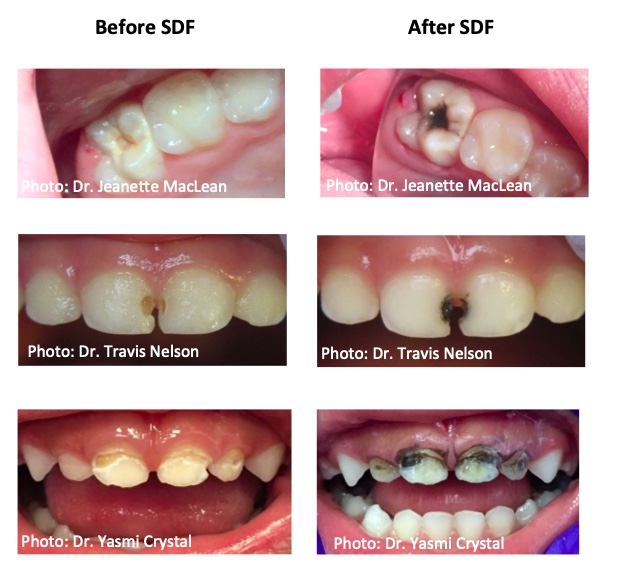 Before SDF
After SDF
Photo: Dr. Jeanette MacLean
Photo: Dr. Jeanette MacLean
Photo: Dr. Travis Nelson
Photo: Dr. Travis Nelson
Photo: Dr. Yasmi Crystal
Photo: Dr. Yasmi Crystal